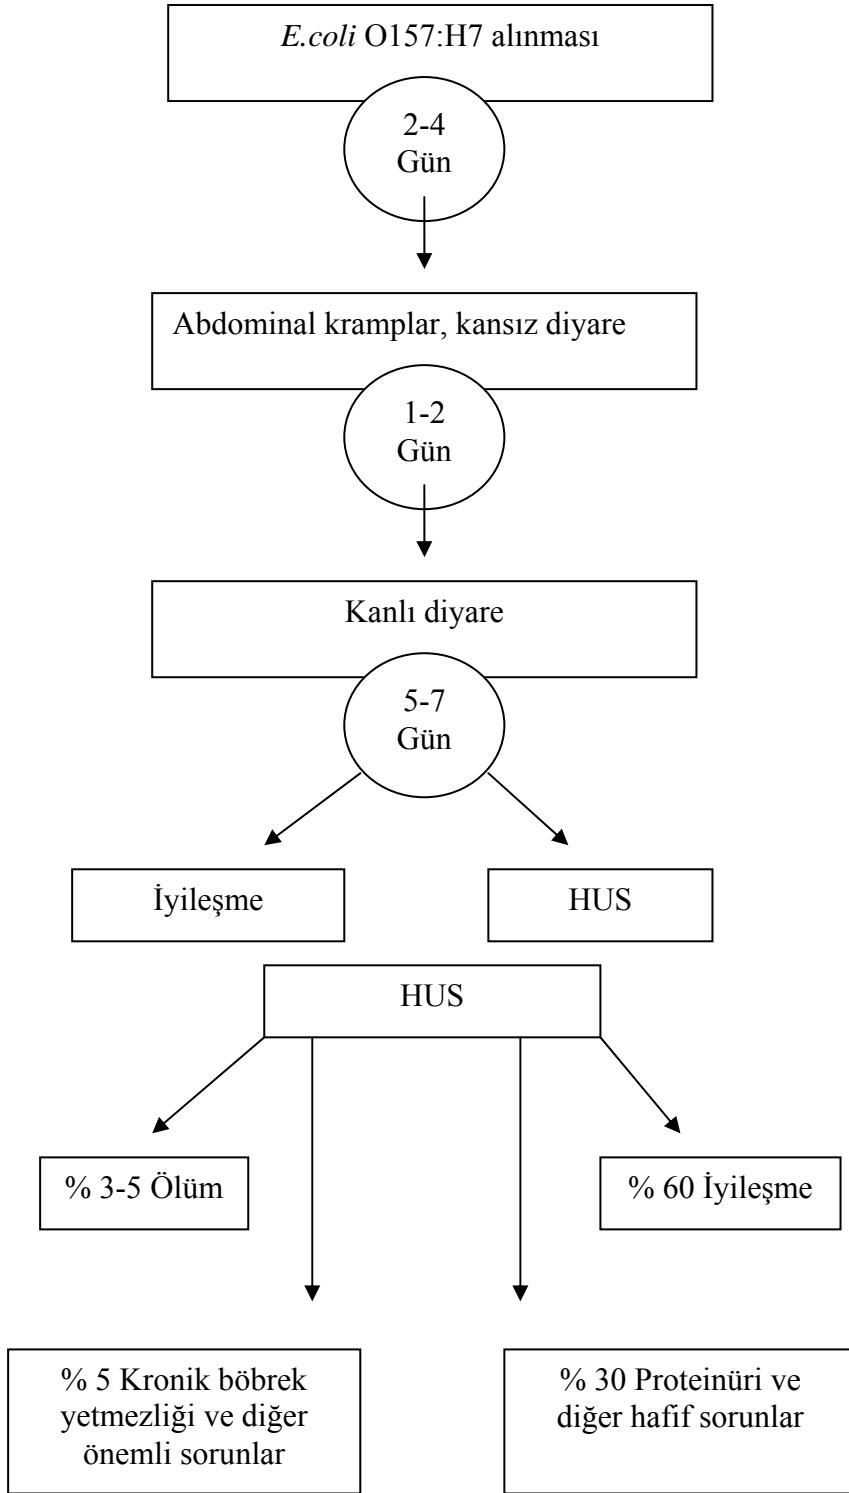 E.coli O157:H7 alınması
2-4
Gün
Abdominal kramplar, kansız diyare
1-2
Gün
Kanlı diyare
5-7
Gün
İyileşme
HUS
HUS
% 3-5 Ölüm
% 60 İyileşme
% 5 Kronik böbrek
yetmezliği ve diğer
önemli sorunlar
% 30 Proteinüri ve
diğer hafif sorunlar